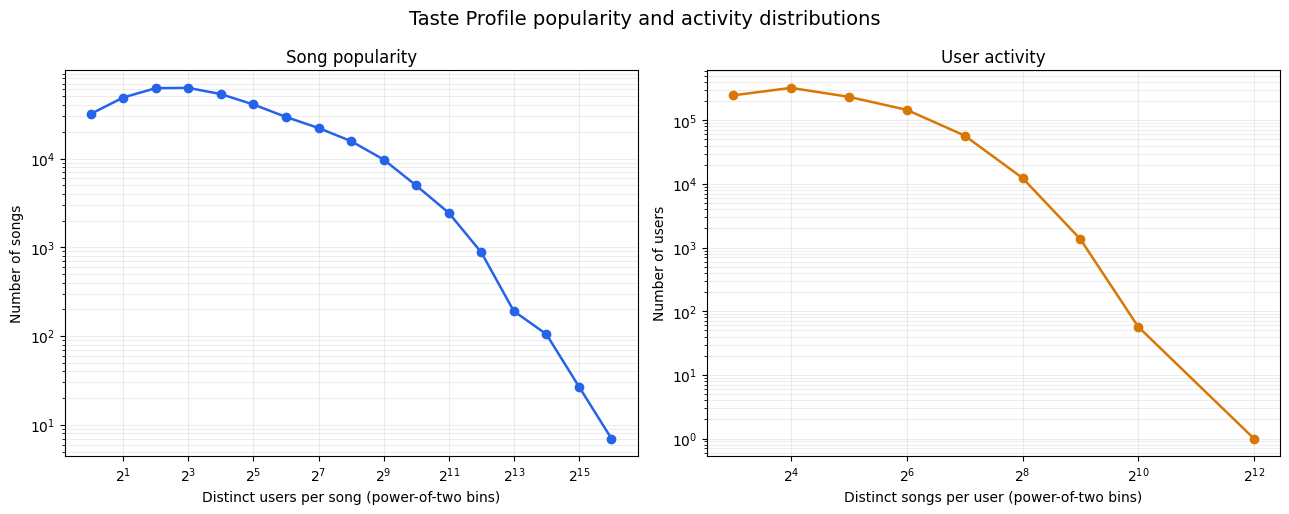 Taste Profile popularity and activity distributions
Song popularity
Number of songs
10^4
10^3
10^2
10^1
2^1 2^3 2^5 2^7 2^9 2^11 2^13 2^15
Distinct users per song (power-of-two bins)
User activity
Number of users
10^5
10^4
10^3
10^2
10^1
10^0
2^4 2^6 2^8 2^10 2^12
Distinct songs per user (power-of-two bins)